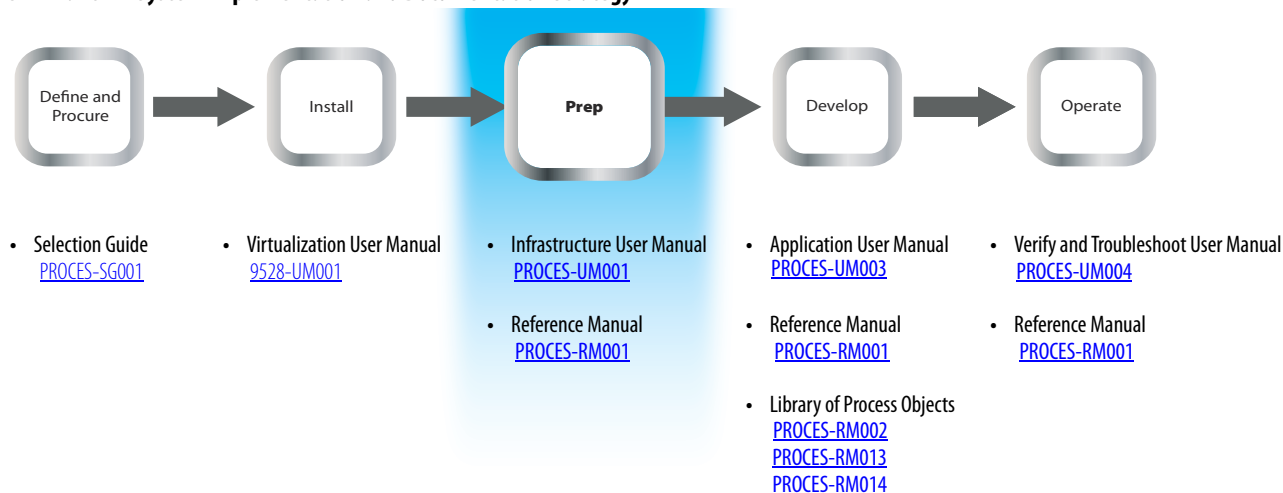 Define and
Procure
Install
Prep
Develop
Operate
• Selection Guide
PROCES-SG001
• Virtualization User Manual
9528-UM001
• Infrastructure User Manual
PROCES-UM001
• Reference Manual
PROCES-RM001
• Application User Manual
PROCES-UM003
• Reference Manual
PROCES-RM001
• Library of Process Objects
PROCES-RM002
PROCES-RM013
PROCES-RM014
• Verify and Troubleshoot User Manual
PROCES-UM004
• Reference Manual
PROCES-RM001